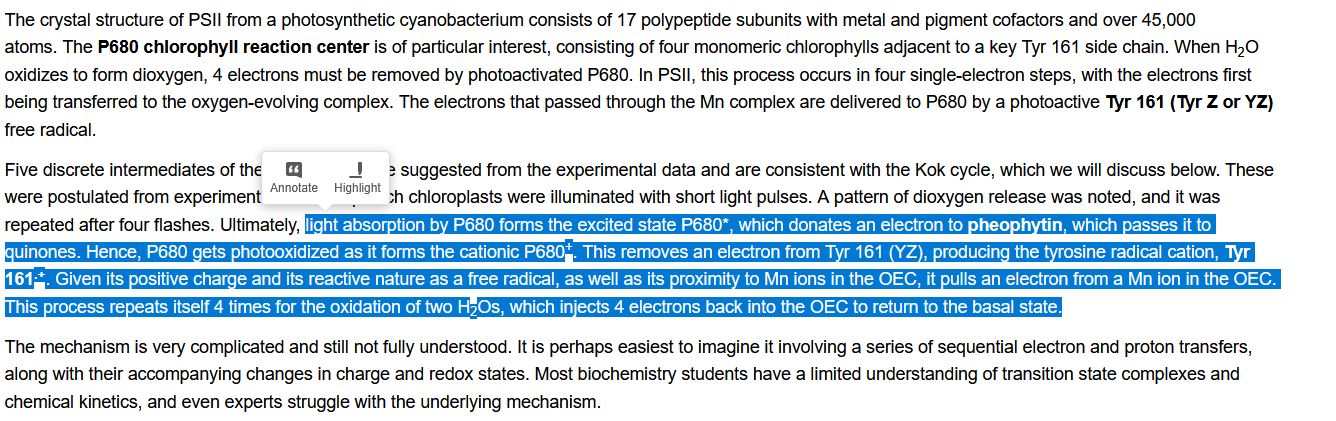 The crystal structure of PSII from a photosynthetic cyanobacterium consists of 17 polypeptide subunits with metal and pigment cofactors and over 45,000
atoms. The P680 chlorophyll reaction center is of particular interest, consisting of four monomeric chlorophylls adjacent to a key Tyr 161 side chain. When H₂O
oxidizes to form dioxygen, 4 electrons must be removed by photoactivated P680. In PSII, this process occurs in four single-electron steps, with the electrons first
being transferred to the oxygen-evolving complex. The electrons that passed through the Mn complex are delivered to P680 by a photoactive Tyr 161 (Tyr Z or YZ)
free radical.
Five discrete intermediates of the suggested from the experimental data and are consistent with the Kok cycle, which we will discuss below. These
Annotate Highlight
were postulated from experiment chloroplasts were illuminated with short light pulses. A pattern of dioxygen release was noted, and it was
repeated after four flashes. Ultimately, light absorption by P680 forms the excited state P680*, which donates an electron to pheophytin, which passes it to
quinones. Hence, P680 gets photooxidized as it forms the cationic P680⁺. This removes an electron from Tyr 161 (YZ), producing the tyrosine radical cation, Tyr
161.⁺. Given its positive charge and its reactive nature as a free radical, as well as its proximity to Mn ions in the OEC, it pulls an electron from a Mn ion in the OEC.
This process repeats itself 4 times for the oxidation of two H₂Os, which injects 4 electrons back into the OEC to return to the basal state.
The mechanism is very complicated and still not fully understood. It is perhaps easiest to imagine it involving a series of sequential electron and proton transfers,
along with their accompanying changes in charge and redox states. Most biochemistry students have a limited understanding of transition state complexes and
chemical kinetics, and even experts struggle with the underlying mechanism.